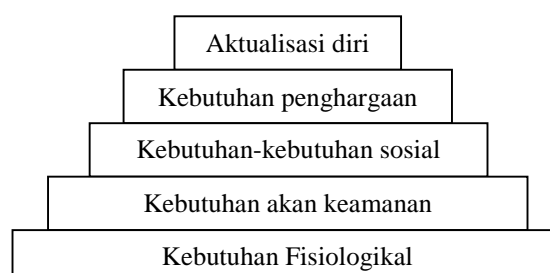 Aktualisasi diri
Kebutuhan penghargaan
Kebutuhan-kebutuhan sosial
Kebutuhan akan keamanan
Kebutuhan Fisiologikal